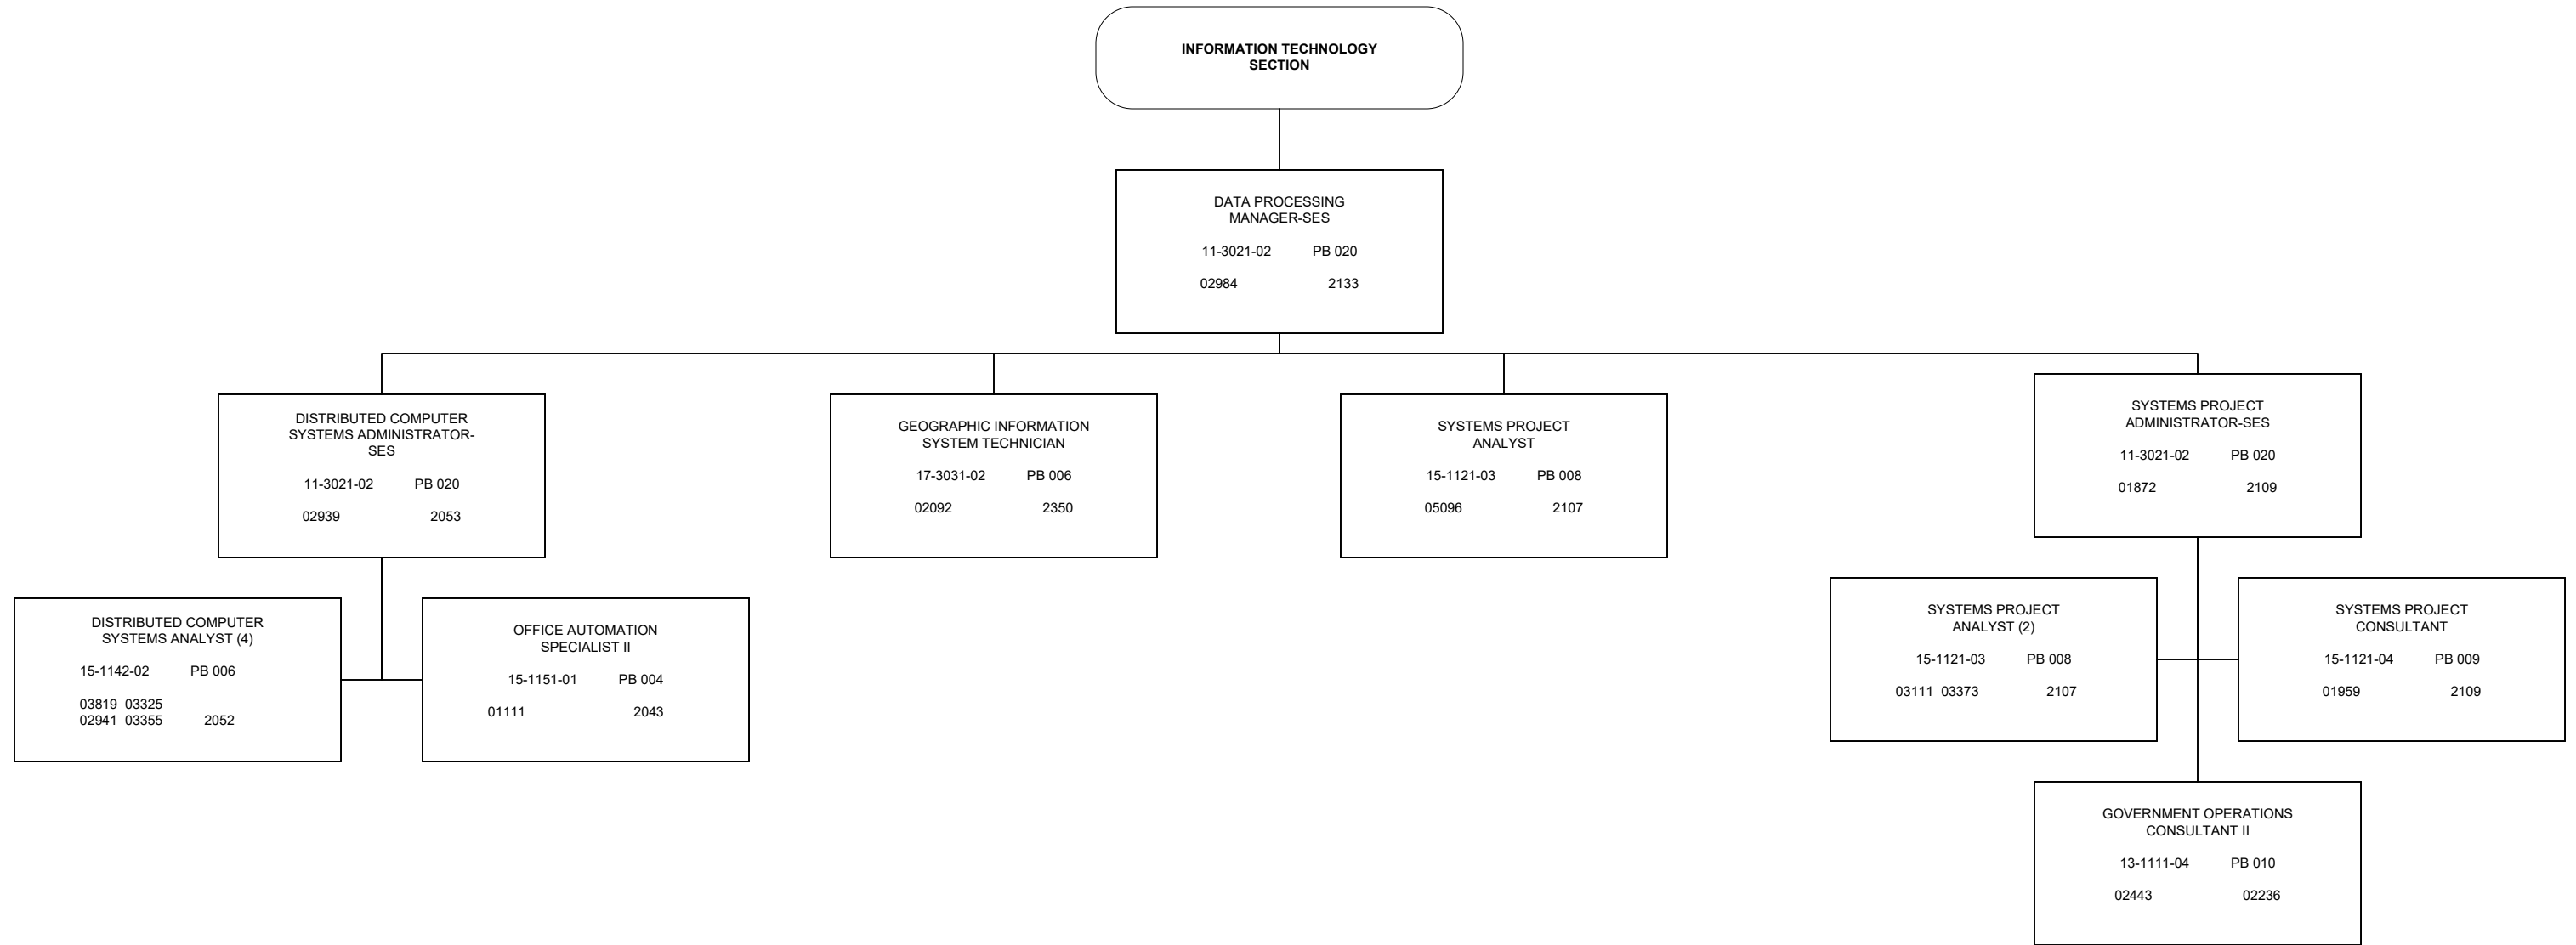 INFORMATION TECHNOLOGY
SECTION
DATA PROCESSING
MANAGER-SES
11-3021-02 PB 020
02984 2133
DISTRIBUTED COMPUTER
SYSTEMS ADMINISTRATOR-
SES
11-3021-02 PB 020
02939 2053
GEOGRAPHIC INFORMATION
SYSTEM TECHNICIAN
17-3031-02 PB 006
02092 2350
SYSTEMS PROJECT
ANALYST
15-1121-03 PB 008
05096 2107
SYSTEMS PROJECT
ADMINISTRATOR-SES
11-3021-02 PB 020
01872 2109
DISTRIBUTED COMPUTER
SYSTEMS ANALYST (4)
15-1142-02 PB 006
03819 03325
02941 03355 2052
OFFICE AUTOMATION
SPECIALIST II
15-1151-01 PB 004
01111 2043
SYSTEMS PROJECT
ANALYST (2)
15-1121-03 PB 008
03111 03373 2107
SYSTEMS PROJECT
CONSULTANT
15-1121-04 PB 009
01959 2109
GOVERNMENT OPERATIONS
CONSULTANT II
13-1111-04 PB 010
02443 02236